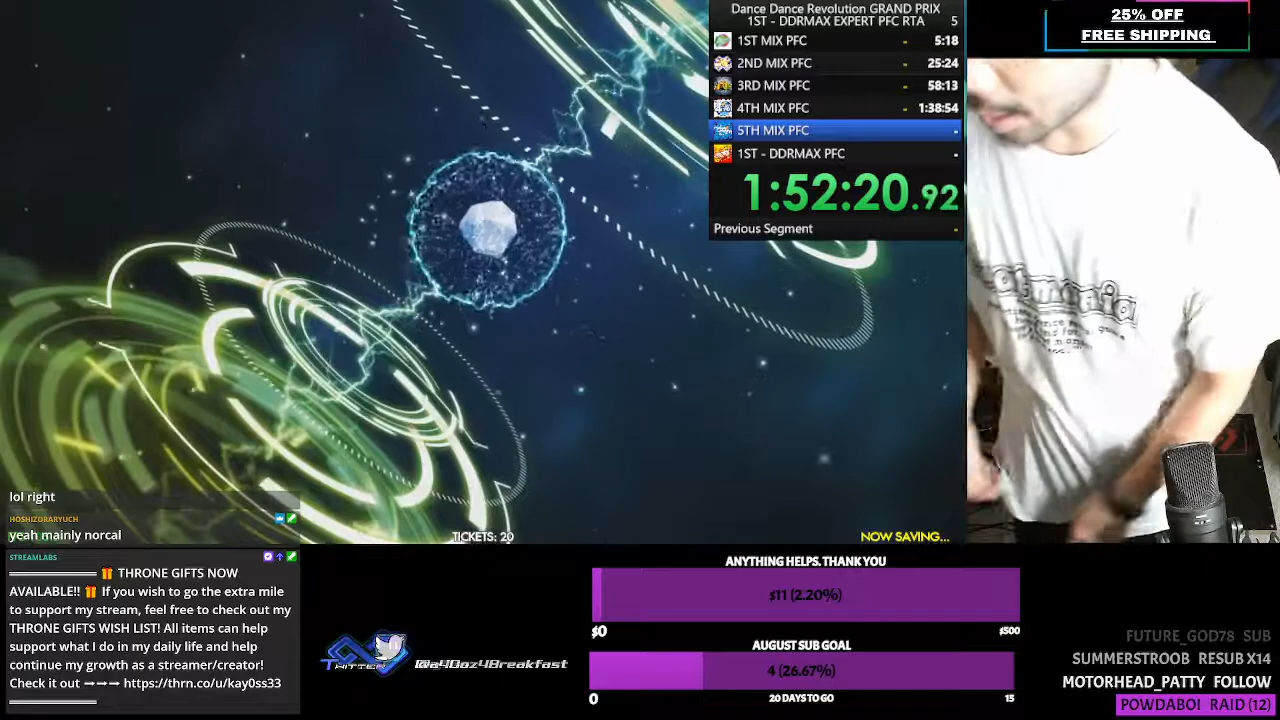 Dance Dance Revolution GRAND PRIX
1ST - DDRMAX EXPERT PFC RTA 5
1ST MIX PFC - 5:18
2ND MIX PFC - 25:24
3RD MIX PFC - 58:13
4TH MIX PFC - 1:38:54
5TH MIX PFC -
1ST - DDRMAX PFC -
1:52:20.92
Previous Segment -
25% OFF
FREE SHIPPING
lol right
HOSHIZORARYUCH
yeah mainly norcal
TICKETS: 20
NOW SAVING...
STREAMLABS
THRONE GIFTS NOW
AVAILABLE!! If you wish to go the extra mile
to support my stream, feel free to check out my
THRONE GIFTS WISH LIST! All items can help
support what I do in my daily life and help
continue my growth as a streamer/creator!
Check it out ➞➞➞ https://thrn.co/u/kay0ss33
TWITTER
@a40oz4Breakfast
ANYTHING HELPS. THANK YOU
$11 (2.20%)
$0 $500
AUGUST SUB GOAL
4 (26.67%)
0 20 DAYS TO GO 15
FUTURE_GOD78 SUB
SUMMERSTROOB RESUB X14
MOTORHEAD_PATTY FOLLOW
POWDABOI RAID (12)